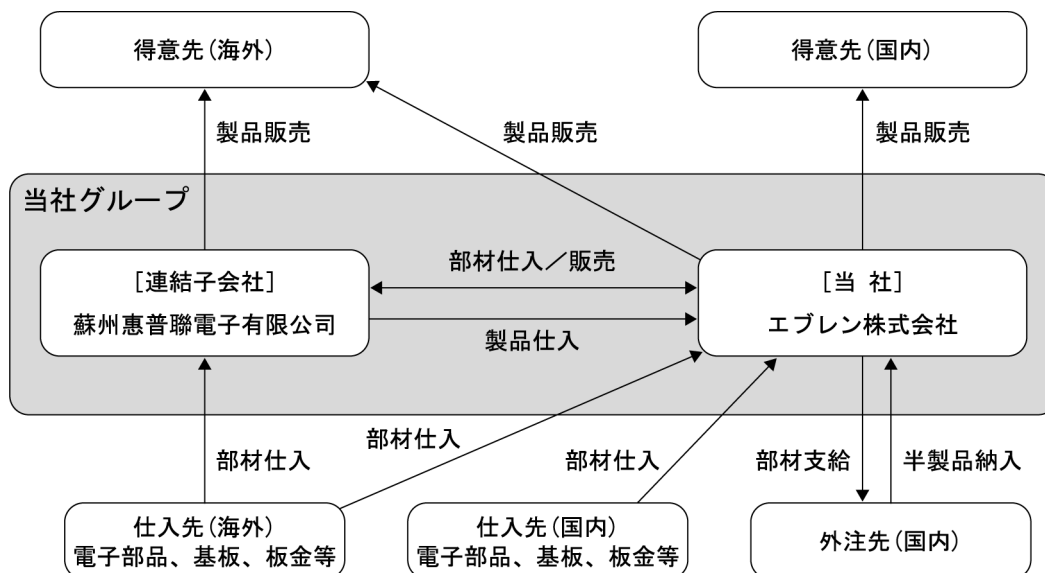 得意先(海外)
得意先(国内)
製品販売
製品販売
製品販売
当社グループ
[連結子会社]
蘇州惠普聯電子有限公司
部材仕入／販売
製品仕入
[当 社]
エブレン株式会社
部材仕入
部材仕入
部材仕入
部材支給
半製品納入
仕入先(海外)
電子部品、基板、板金等
仕入先(国内)
電子部品、基板、板金等
外注先(国内)